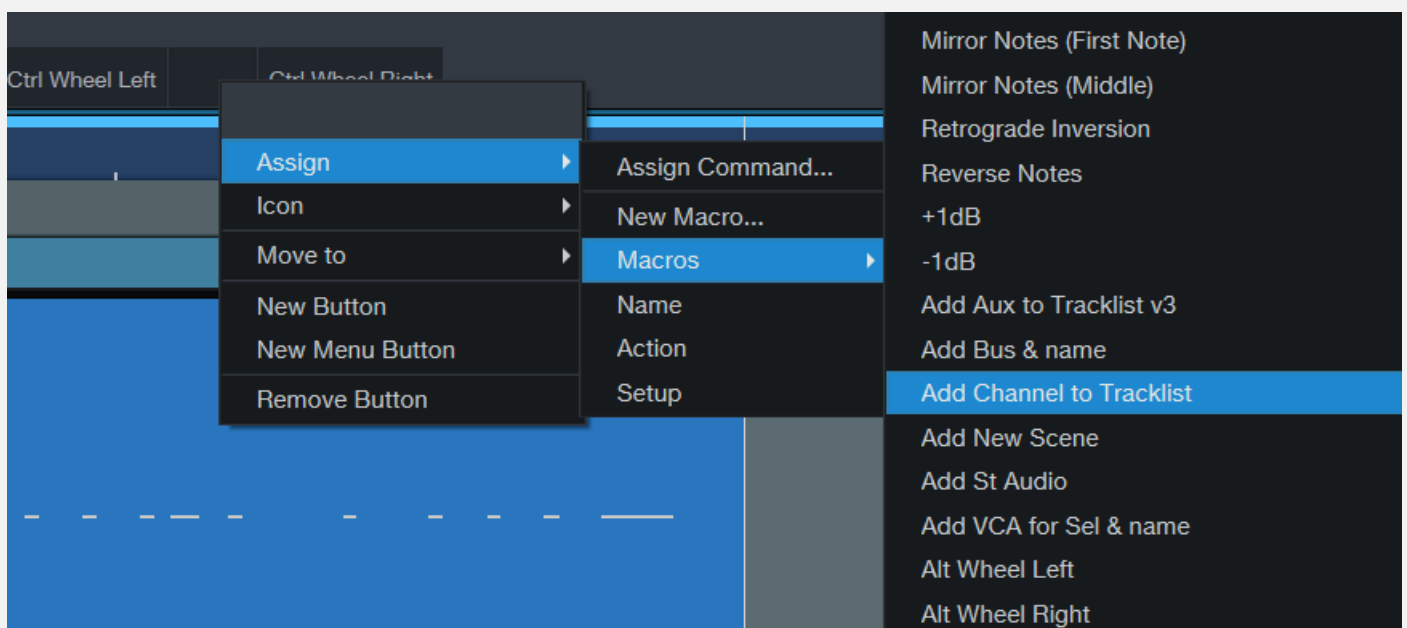 Ctrl Wheel Left
Ctrl Wheel Right
Assign
Icon
Move to
New Button
New Menu Button
Remove Button
Assign Command...
New Macro...
Macros
Name
Action
Setup
Mirror Notes (First Note)
Mirror Notes (Middle)
Retrograde Inversion
Reverse Notes
+1dB
-1dB
Add Aux to Tracklist v3
Add Bus & name
Add Channel to Tracklist
Add New Scene
Add St Audio
Add VCA for Sel & name
Alt Wheel Left
Alt Wheel Right